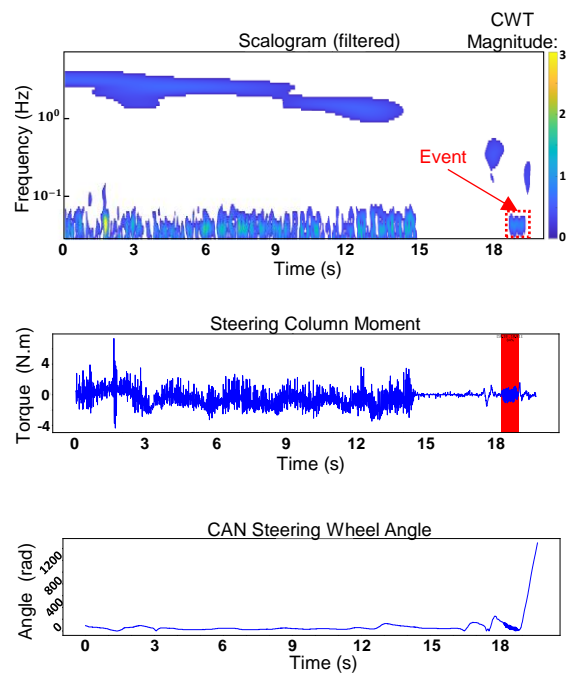 CWT
Scalogram (filtered)
Magnitude:
Frequency (Hz)
10⁰
10⁻¹
Event
3
2
1
0
0 3 6 9 12 15 18
Time (s)
Steering Column Moment
Torque (N.m)
4
0
-4
0 3 6 9 12 15 18
Time (s)
CAN Steering Wheel Angle
Angle (rad)
1200
800
400
0
0 3 6 9 12 15 18
Time (s)